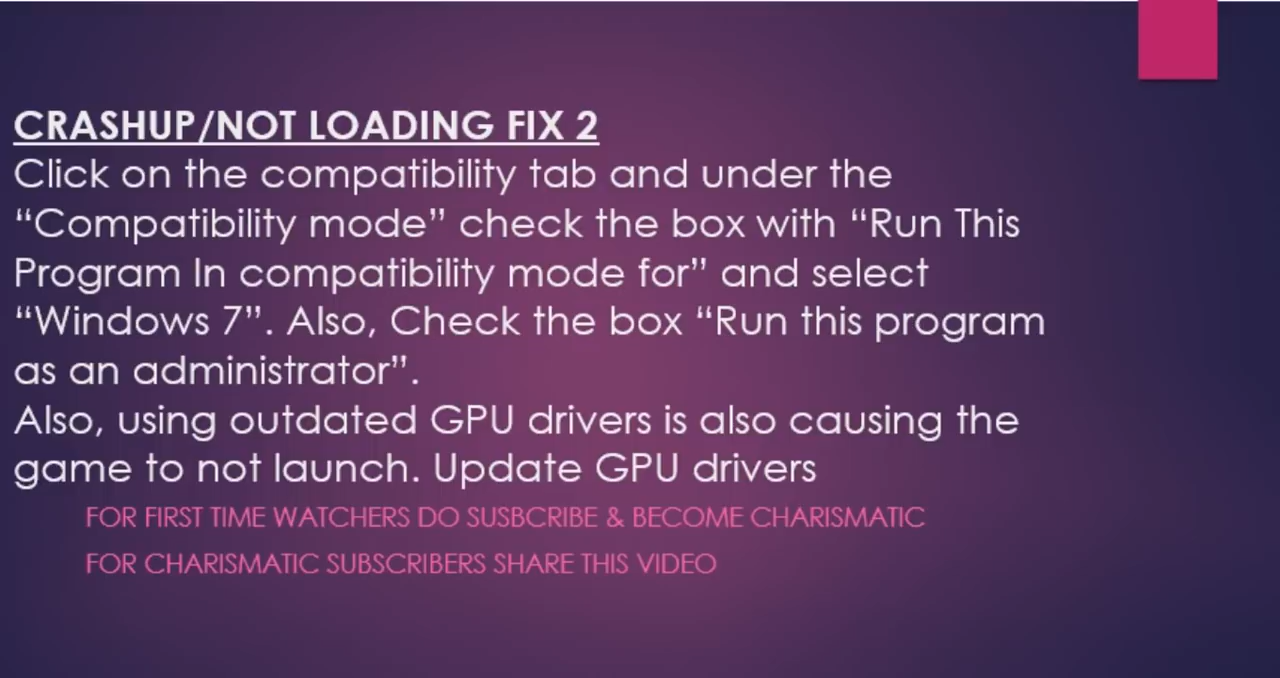 CRASHUP/NOT LOADING FIX 2
Click on the compatibility tab and under the
“Compatibility mode” check the box with “Run This
Program In compatibility mode for” and select
“Windows 7”. Also, Check the box “Run this program
as an administrator”.
Also, using outdated GPU drivers is also causing the
game to not launch. Update GPU drivers
FOR FIRST TIME WATCHERS DO SUSBCRIBE & BECOME CHARISMATIC
FOR CHARISMATIC SUBSCRIBERS SHARE THIS VIDEO